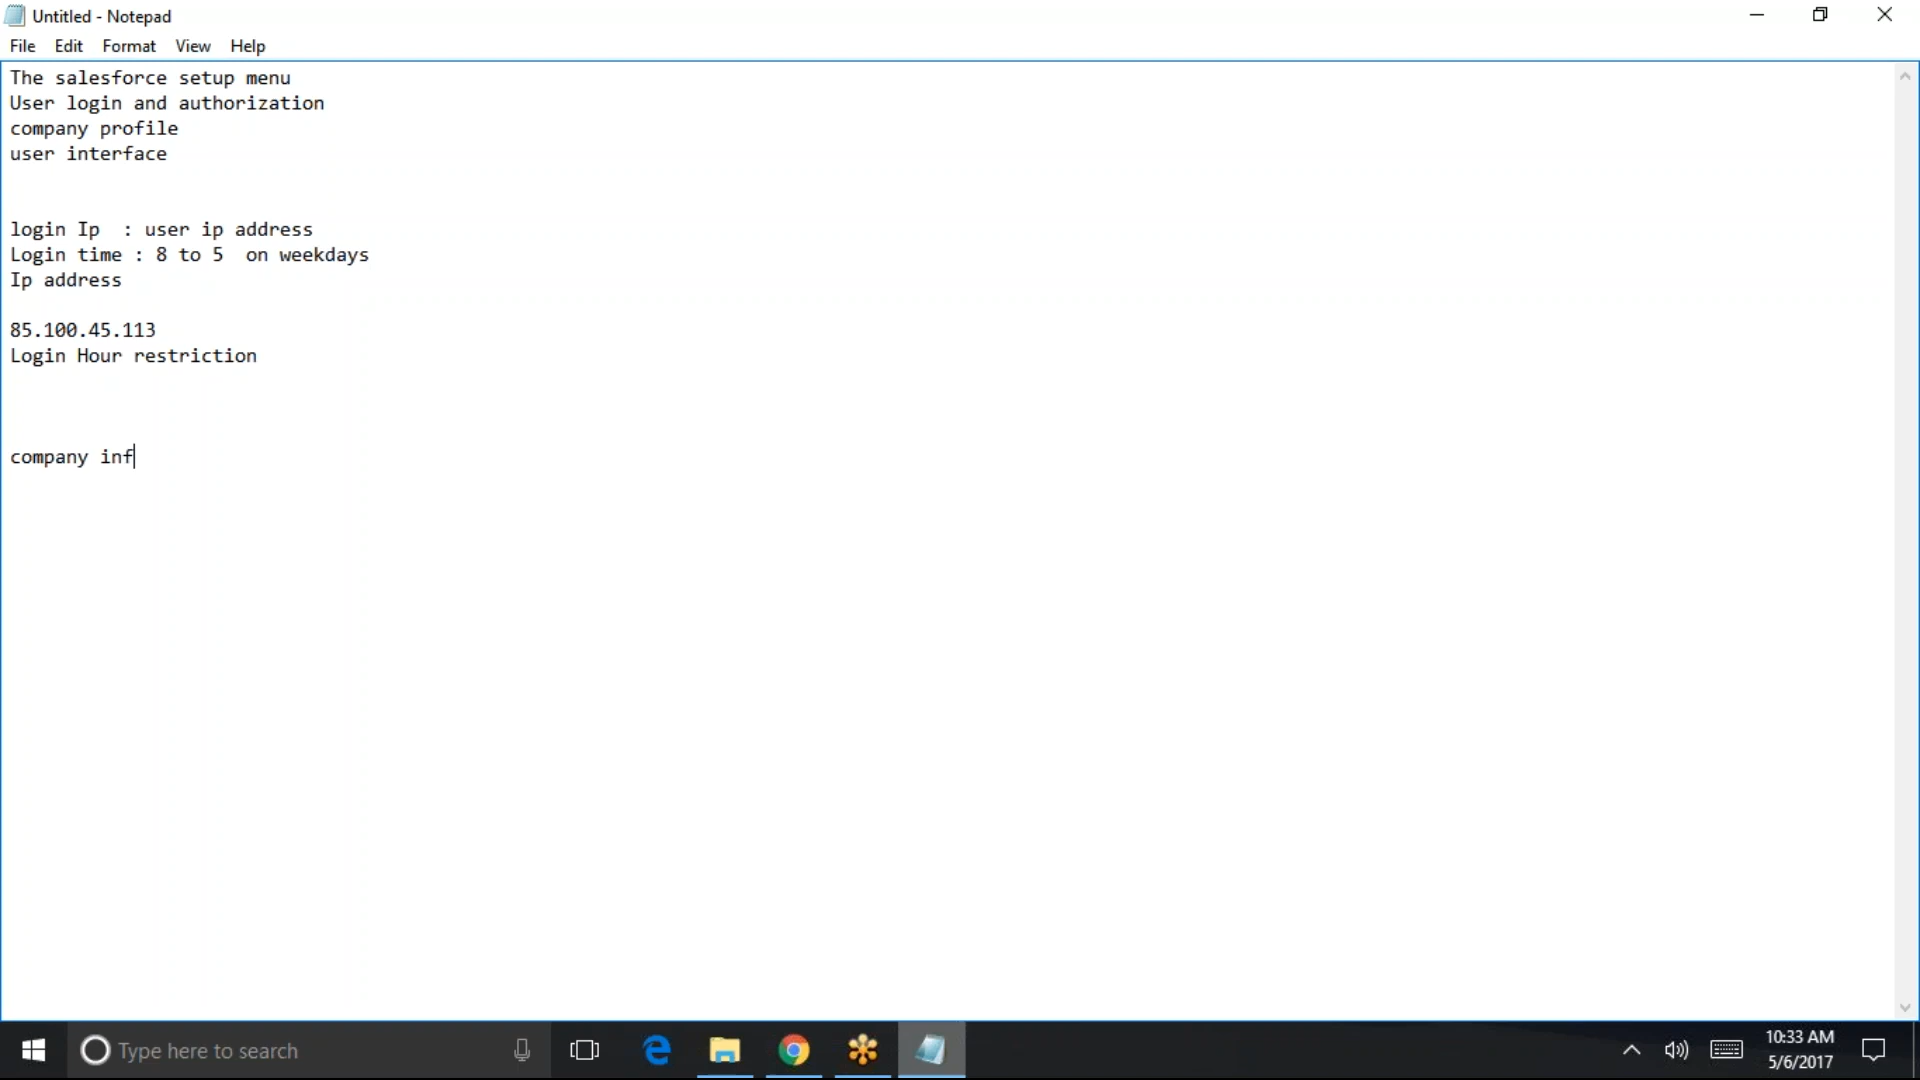 Untitled - Notepad
File Edit Format View Help
The salesforce setup menu
User login and authorization
company profile
user interface
login Ip  : user ip address
Login time : 8 to 5  on weekdays
Ip address
85.100.45.113
Login Hour restriction
company inf
Type here to search
10:33 AM
5/6/2017